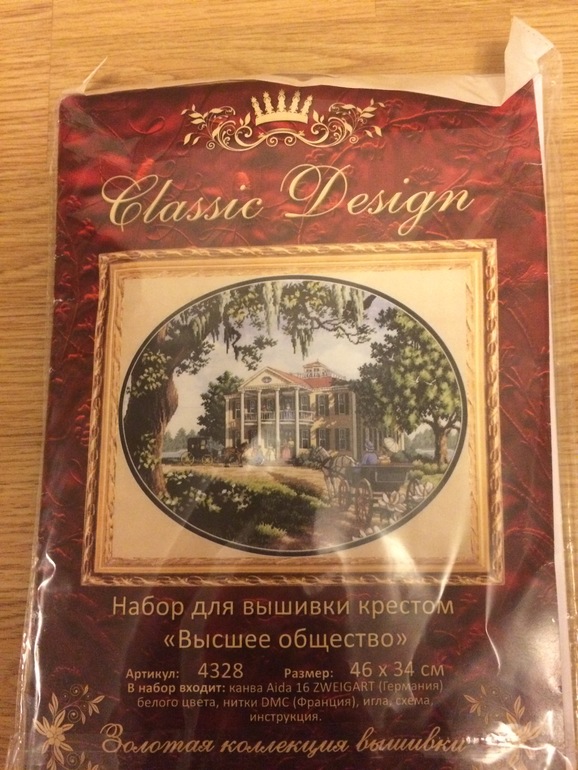 Classic Design
Набор для вышивки крестом
«Высшее общество»
Артикул: 4328 Размер: 46 x 34 см
В набор входит: канва Aida 16 ZWEIGART (Германия)
белого цвета, нитки DMC (Франция), игла, схема,
инструкция.
Золотая коллекция вышивки